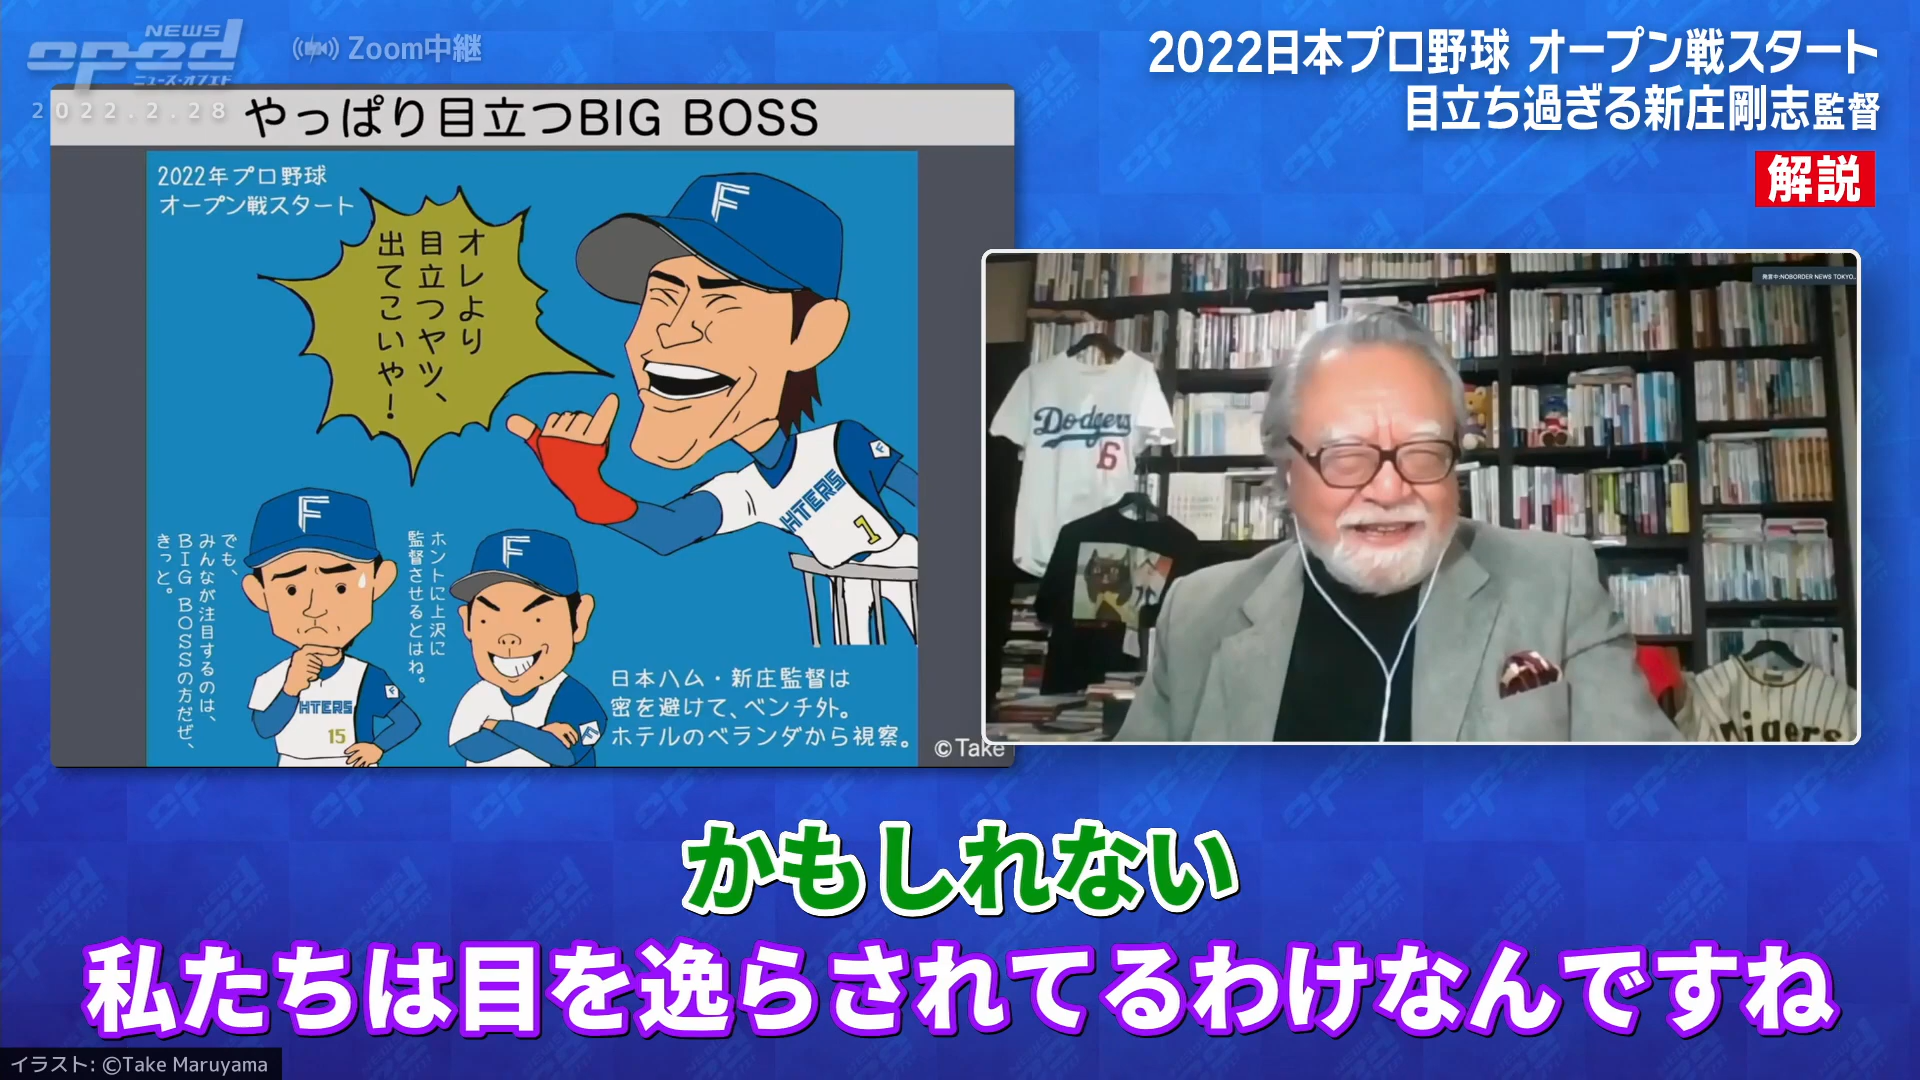 NEWS
oped
ニューズ・オプエド
2022.2.28
Zoom中継
2022日本プロ野球 オープン戦スタート
目立ち過ぎる新庄剛志監督
解説
やっぱり目立つBIG BOSS
2022年プロ野球
オープン戦スタート
オレより
目立つヤツ、
出てこいや!
F
F
HTERS
1
でも、
みんなが注目するのは、
BIG BOSSの方だぜ、
きっと。
F
F
HTERS
15
ホントに上沢に
監督させるとはね。
F
F
日本ハム・新庄監督は
密を避けて、ベンチ外。
ホテルのベランダから視察。
©Take
発言中:NOBORDER NEWS TOKYO...
Dodgers
6
Tigers
かもしれない
私たちは目を逸らされてるわけなんですね
イラスト: ©Take Maruyama